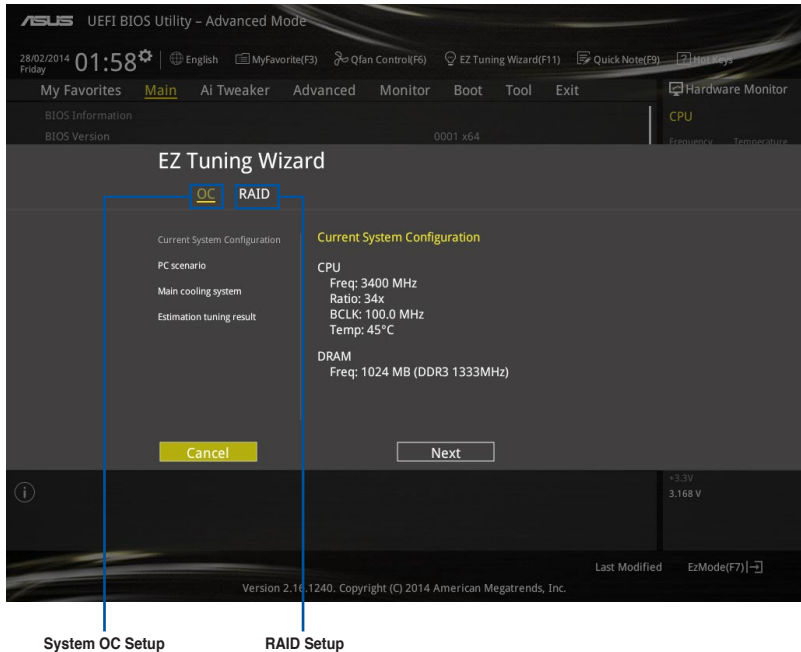 ASUS UEFI BIOS Utility – Advanced Mode
28/02/2014 Friday 01:58 English MyFavorite(F3) Qfan Control(F6) EZ Tuning Wizard(F11) Quick Note(F9) ? Hot Keys
My Favorites Main Ai Tweaker Advanced Monitor Boot Tool Exit Hardware Monitor
BIOS Information
BIOS Version 0001 x64
CPU
Frequency Temperature
EZ Tuning Wizard
OC RAID
Current System Configuration
PC scenario
Main cooling system
Estimation tuning result
Current System Configuration
CPU
Freq: 3400 MHz
Ratio: 34x
BCLK: 100.0 MHz
Temp: 45°C
DRAM
Freq: 1024 MB (DDR3 1333MHz)
Cancel Next
+3.3V
3.168 V
Last Modified EzMode(F7)
Version 2.16.1240. Copyright (C) 2014 American Megatrends, Inc.
System OC Setup RAID Setup